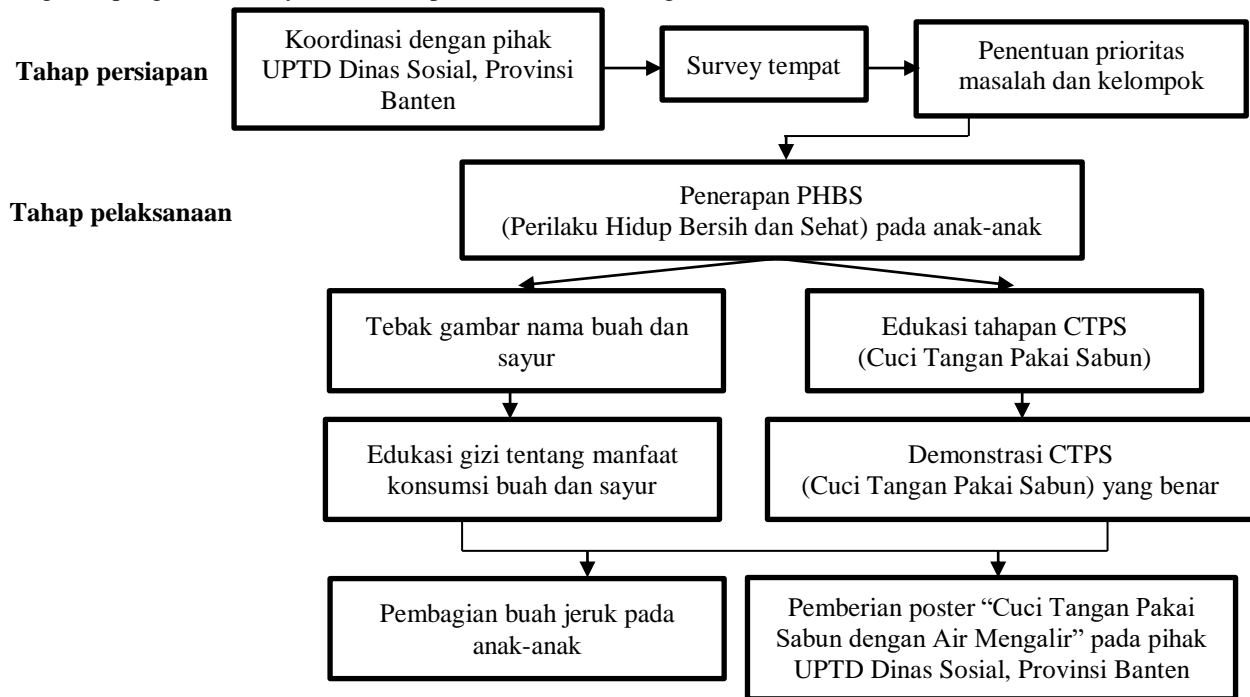 Tahap persiapan
Koordinasi dengan pihak
UPTD Dinas Sosial, Provinsi
Banten
Survey tempat
Penentuan prioritas
masalah dan kelompok
Tahap pelaksanaan
Penerapan PHBS
(Perilaku Hidup Bersih dan Sehat) pada anak-anak
Tebak gambar nama buah dan
sayur
Edukasi tahapan CTPS
(Cuci Tangan Pakai Sabun)
Edukasi gizi tentang manfaat
konsumsi buah dan sayur
Demonstrasi CTPS
(Cuci Tangan Pakai Sabun) yang benar
Pembagian buah jeruk pada
anak-anak
Pemberian poster “Cuci Tangan Pakai
Sabun dengan Air Mengalir” pada pihak
UPTD Dinas Sosial, Provinsi Banten